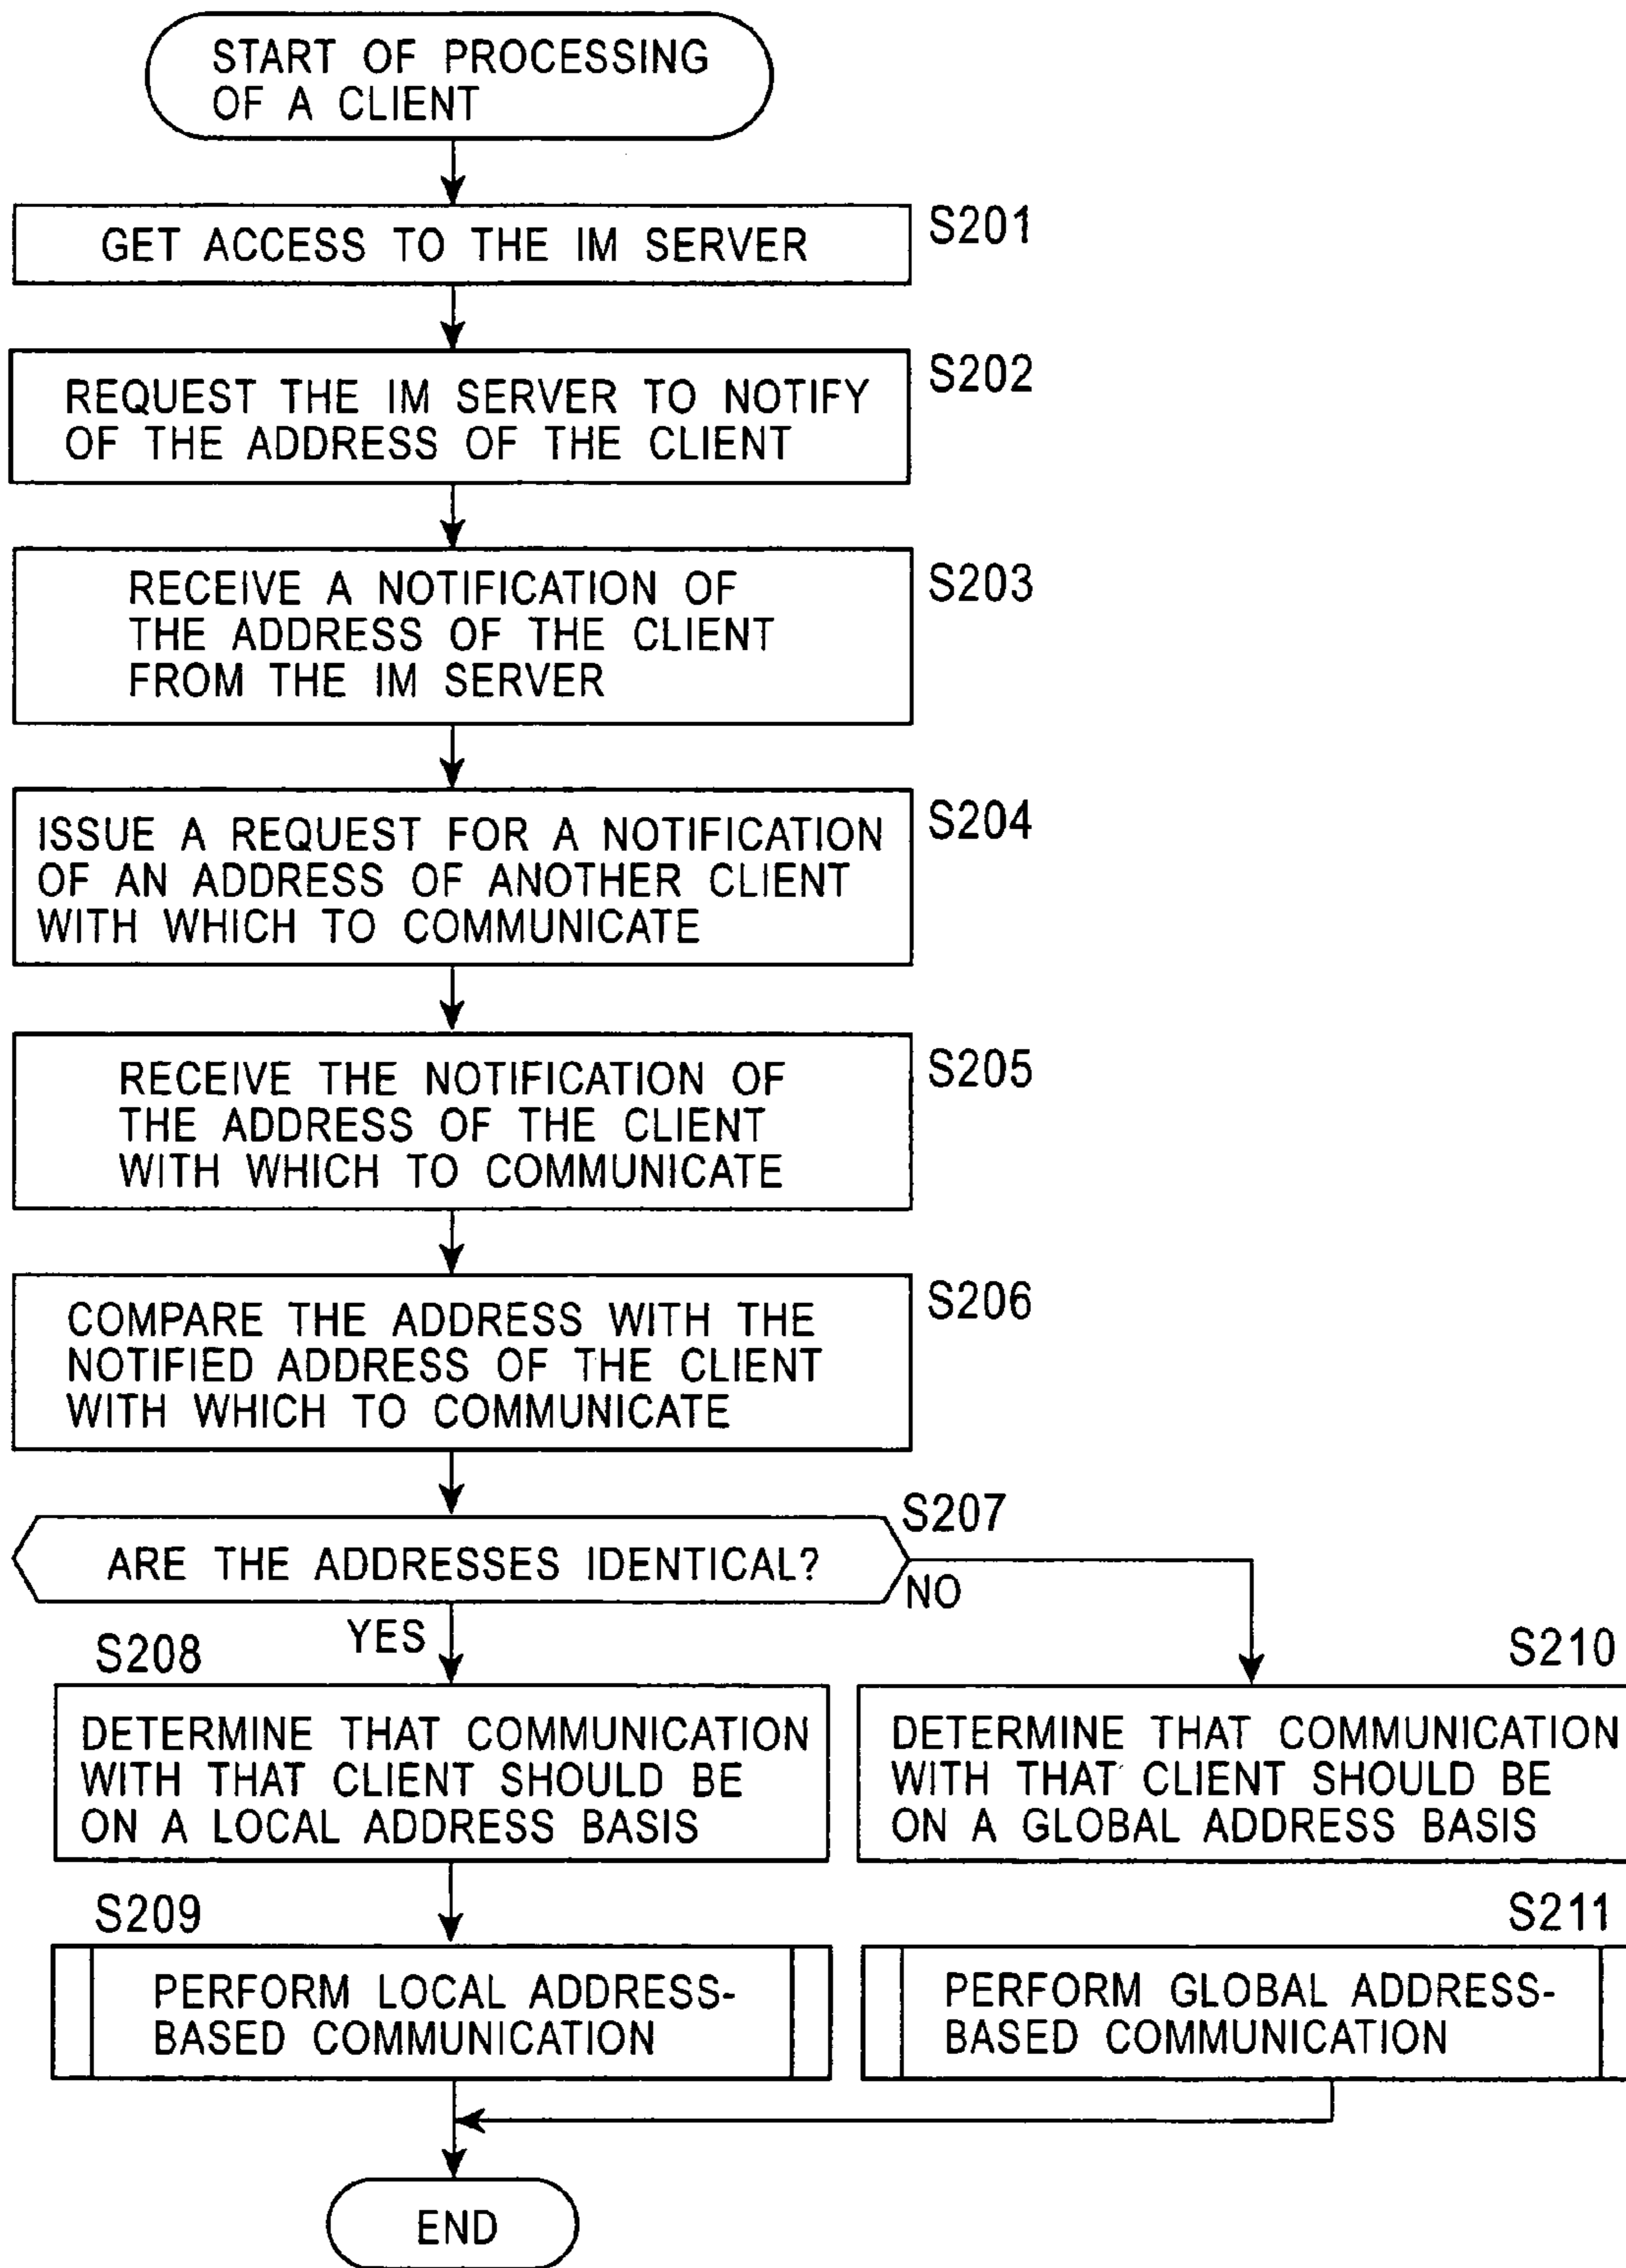 START OF PROCESSING
OF A CLIENT
S201
GET ACCESS TO THE IM SERVER
S202
REQUEST THE IM SERVER TO NOTIFY
OF THE ADDRESS OF THE CLIENT
S203
RECEIVE A NOTIFICATION OF
THE ADDRESS OF THE CLIENT
FROM THE IM SERVER
S204
ISSUE A REQUEST FOR A NOTIFICATION
OF AN ADDRESS OF ANOTHER CLIENT
WITH WHICH TO COMMUNICATE
S205
RECEIVE THE NOTIFICATION OF
THE ADDRESS OF THE CLIENT
WITH WHICH TO COMMUNICATE
S206
COMPARE THE ADDRESS WITH THE
NOTIFIED ADDRESS OF THE CLIENT
WITH WHICH TO COMMUNICATE
S207
ARE THE ADDRESSES IDENTICAL?
NO
YES
S208
DETERMINE THAT COMMUNICATION
WITH THAT CLIENT SHOULD BE
ON A LOCAL ADDRESS BASIS
S210
DETERMINE THAT COMMUNICATION
WITH THAT CLIENT SHOULD BE
ON A GLOBAL ADDRESS BASIS
S209
PERFORM LOCAL ADDRESS-
BASED COMMUNICATION
S211
PERFORM GLOBAL ADDRESS-
BASED COMMUNICATION
END